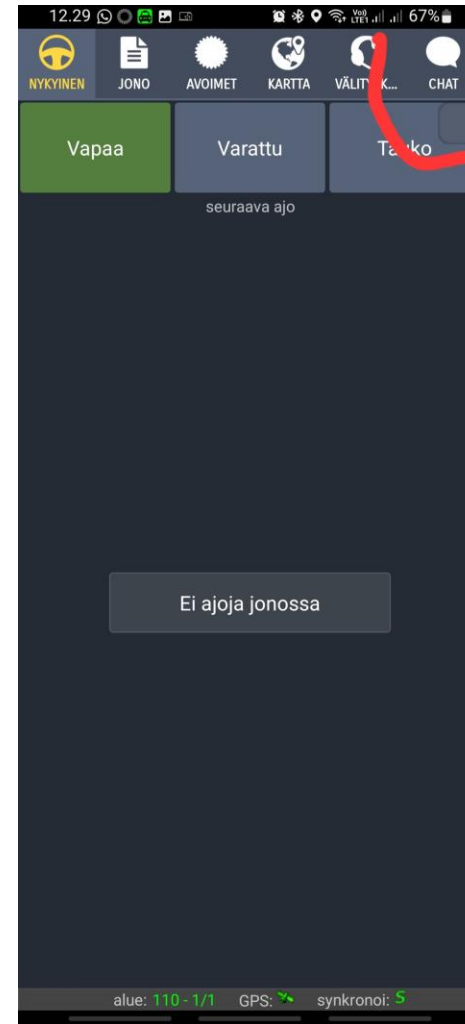 12.29 67%
NYKYINEN JONO AVOIMET KARTTA CHAT
Vapaa Varattu
seuraava ajo
Ei ajoja jonossa
alue: 110 - 1/1 GPS: synkronoi: S